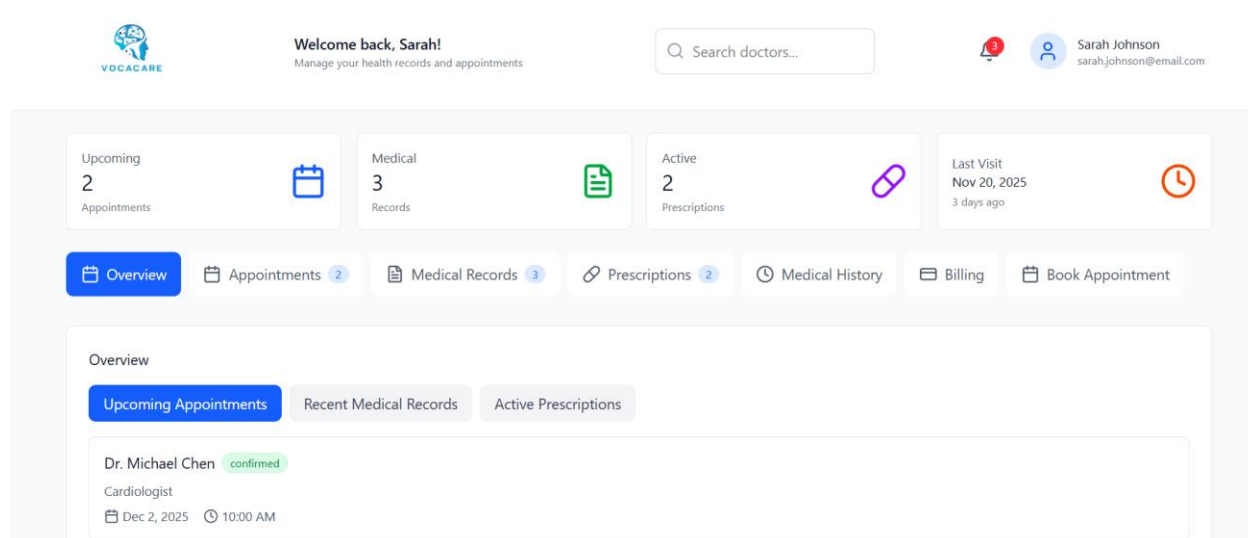 VOCACARE
Welcome back, Sarah!
Manage your health records and appointments
Search doctors...
3
Sarah Johnson
sarah.johnson@email.com
Upcoming
2
Appointments
Medical
3
Records
Active
2
Prescriptions
Last Visit
Nov 20, 2025
3 days ago
Overview
Appointments 2
Medical Records 3
Prescriptions 2
Medical History
Billing
Book Appointment
Overview
Upcoming Appointments
Recent Medical Records
Active Prescriptions
Dr. Michael Chen confirmed
Cardiologist
Dec 2, 2025 10:00 AM